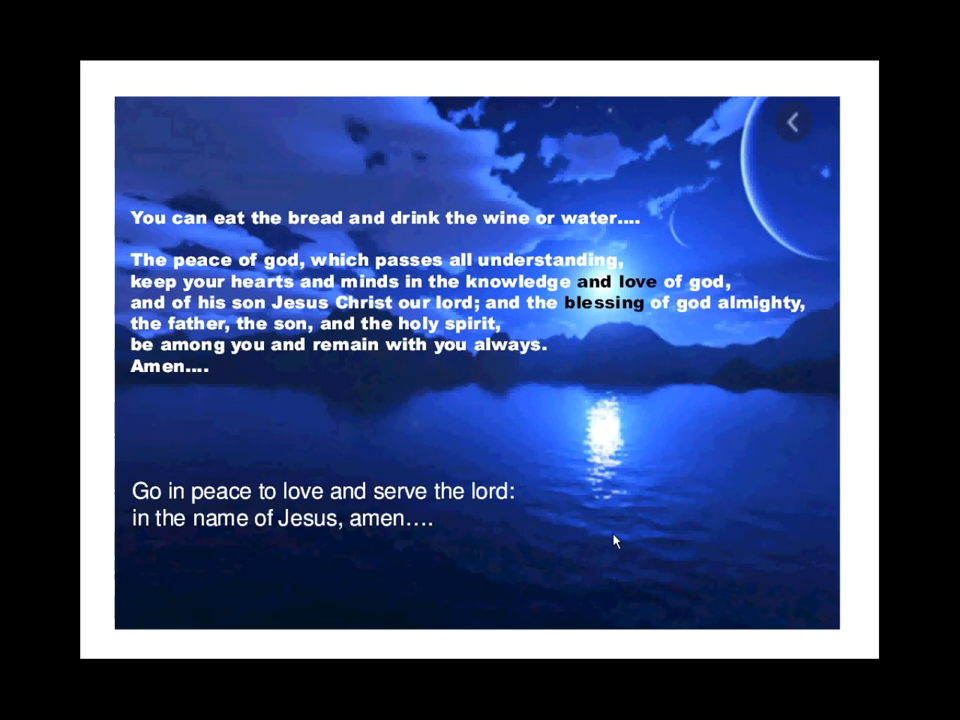 You can eat the bread and drink the wine or water....
The peace of god, which passes all understanding,
keep your hearts and minds in the knowledge and love of god,
and of his son Jesus Christ our lord; and the blessing of god almighty,
the father, the son, and the holy spirit,
be among you and remain with you always.
Amen....
Go in peace to love and serve the lord:
in the name of Jesus, amen….